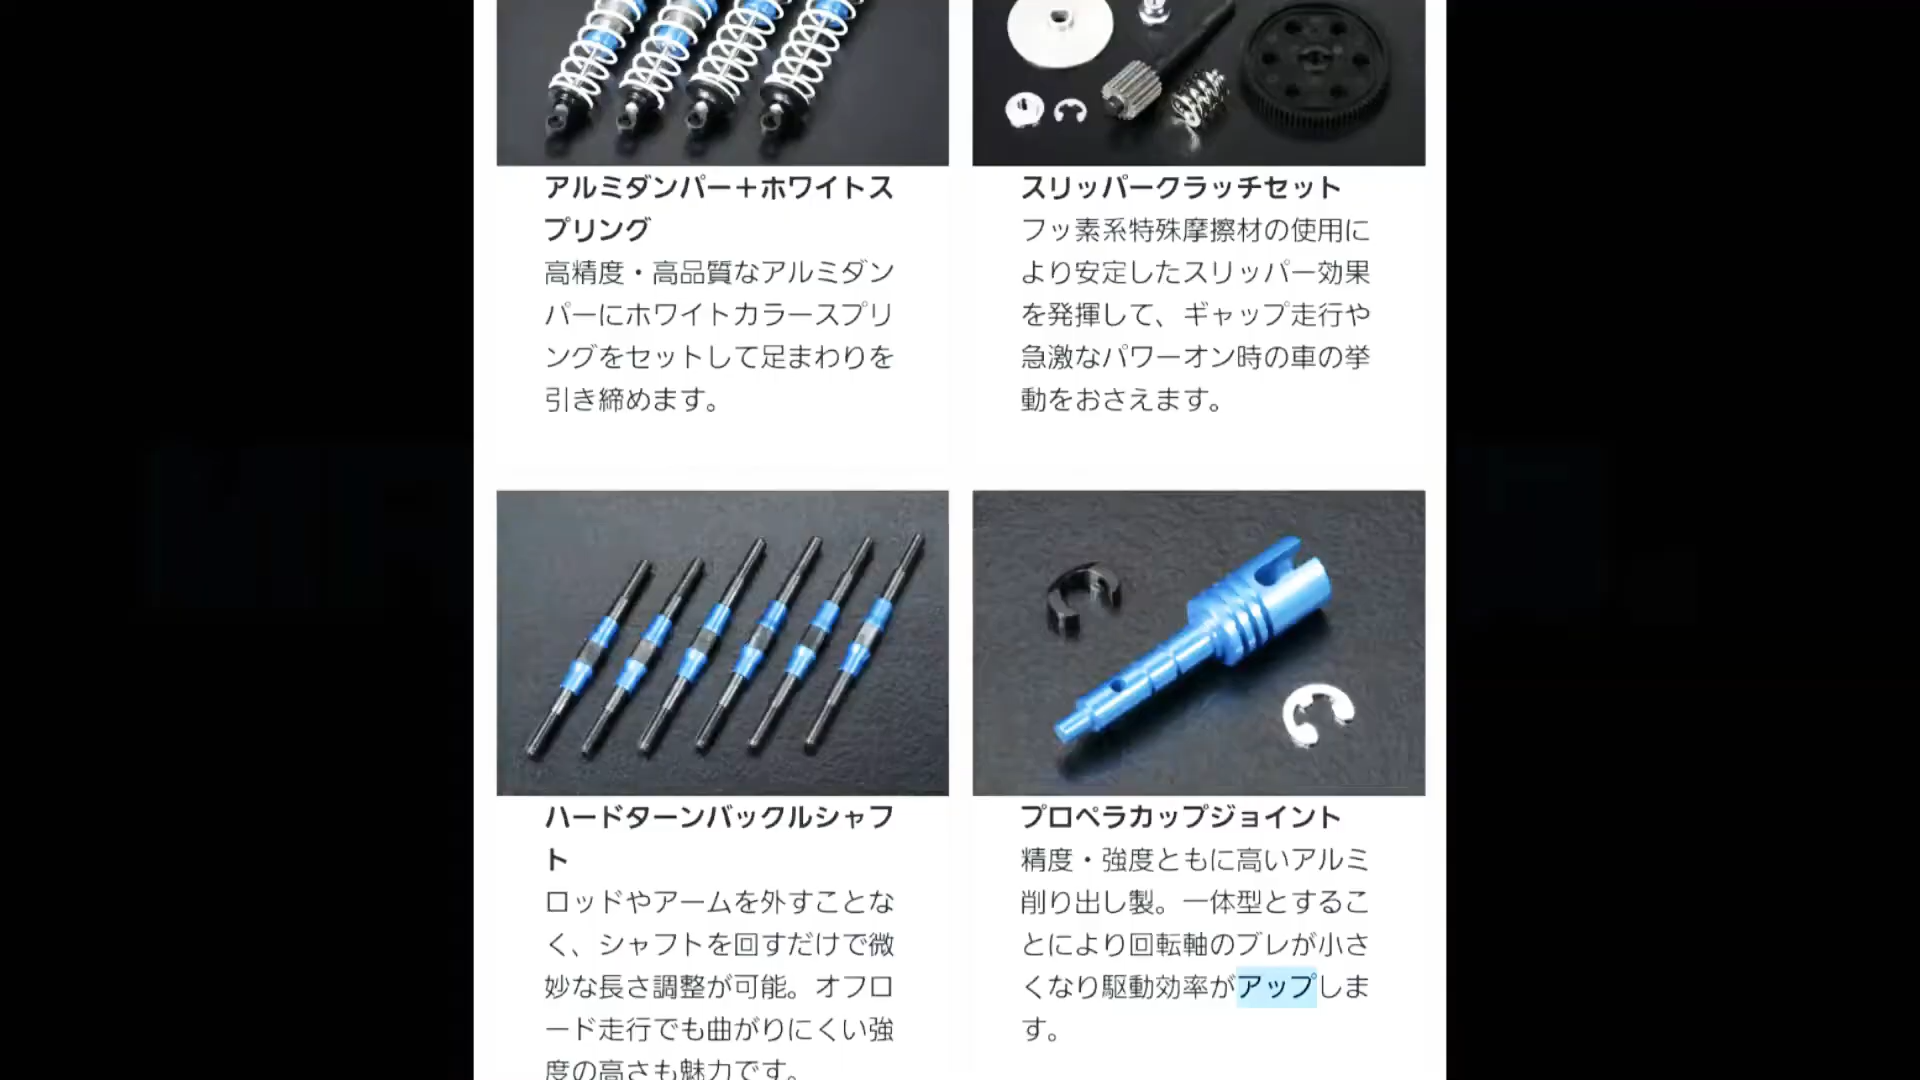 アルミダンパー＋ホワイトス
プリング
高精度・高品質なアルミダン
パーにホワイトカラースプリ
ングをセットして足まわりを
引き締めます。
スリッパークラッチセット
フッ素系特殊摩擦材の使用に
より安定したスリッパー効果
を発揮して、ギャップ走行や
急激なパワーオン時の車の挙
動をおさえます。
ハードターンバックルシャフ
ト
ロッドやアームを外すことな
く、シャフトを回すだけで微
妙な長さ調整が可能。オフロ
ード走行でも曲がりにくい強
度の高さも魅力です。
プロペラカップジョイント
精度・強度ともに高いアルミ
削り出し製。一体型とするこ
とにより回転軸のブレが小さ
くなり駆動効率がアップしま
す。